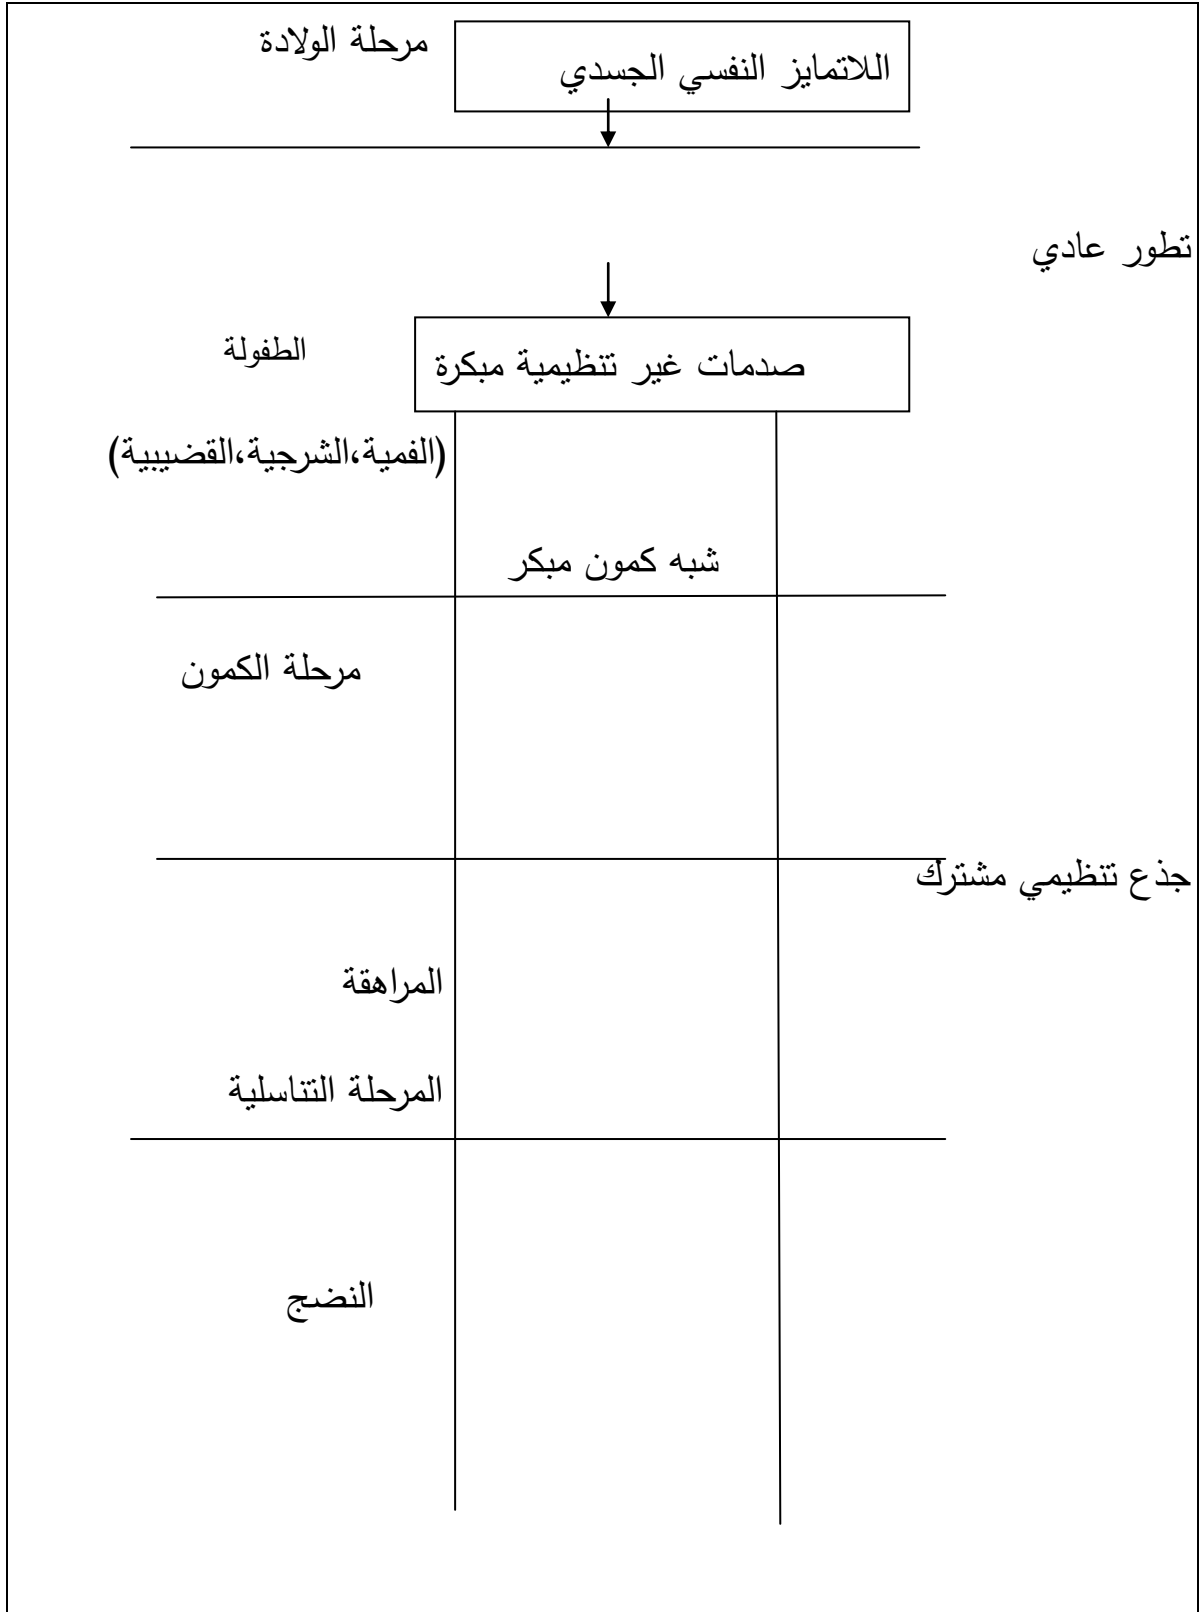 مرحلة الولادة
اللاتمايز النفسي الجسدي
تطور عادي
الطفولة
صدمات غير تنظيمية مبكرة
(الفمية،الشرجية،القضيبية)
شبه كمون مبكر
مرحلة الكمون
جذع تنظيمي مشترك
المراهقة
المرحلة التناسلية
النضج